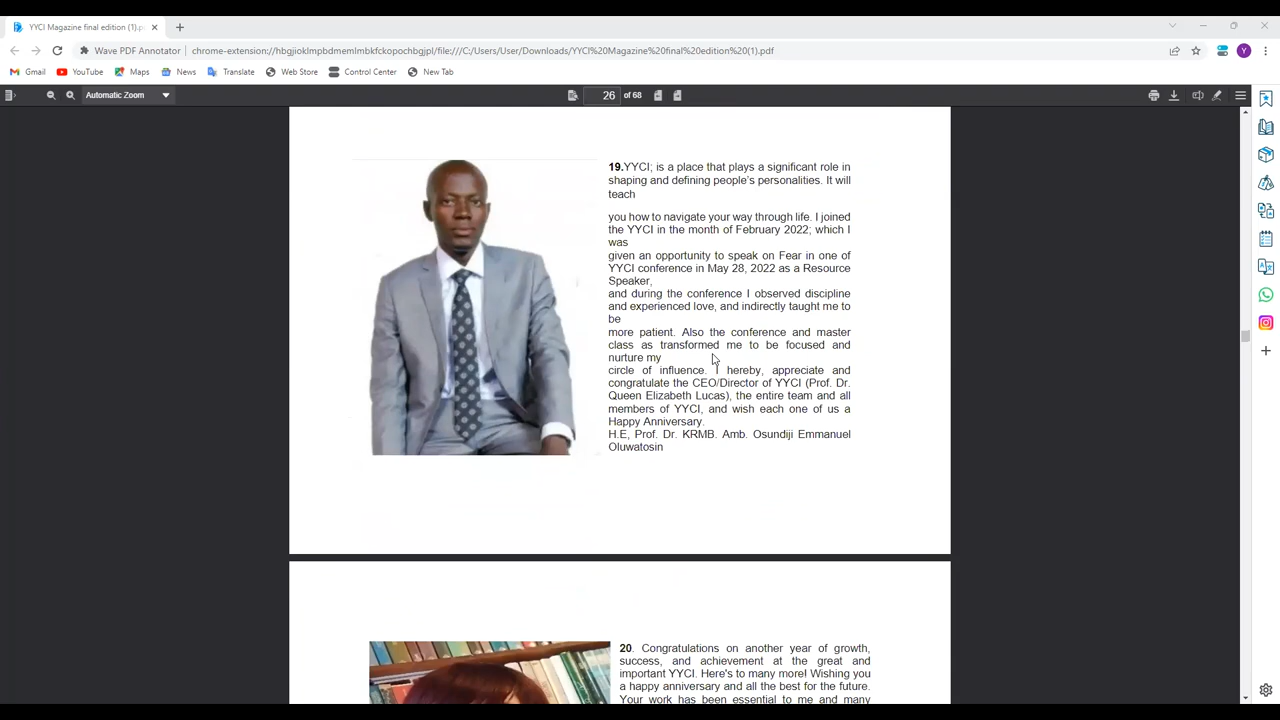 YYCI Magazine final edition (1).p
Wave PDF Annotator
chrome-extension://hbgjioklmpbdmemlmbkfckopochbgjpl/file:///C:/Users/User/Downloads/YYCI%20Magazine%20final%20edition%20(1).pdf
Y
Gmail
YouTube
Maps
News
Translate
Web Store
Control Center
New Tab
Automatic Zoom
26 of 68
19.YYCI; is a place that plays a significant role in
shaping and defining people's personalities. It will
teach
you how to navigate your way through life. I joined
the YYCI in the month of February 2022; which I
was
given an opportunity to speak on Fear in one of
YYCI conference in May 28, 2022 as a Resource
Speaker,
and during the conference I observed discipline
and experienced love, and indirectly taught me to
be
more patient. Also the conference and master
class as transformed me to be focused and
nurture my
circle of influence. I hereby, appreciate and
congratulate the CEO/Director of YYCI (Prof. Dr.
Queen Elizabeth Lucas), the entire team and all
members of YYCI, and wish each one of us a
Happy Anniversary.
H.E, Prof. Dr. KRMB. Amb. Osundiji Emmanuel
Oluwatosin
20. Congratulations on another year of growth,
success, and achievement at the great and
important YYCI. Here's to many more! Wishing you
a happy anniversary and all the best for the future.
Your work has been essential to me and many